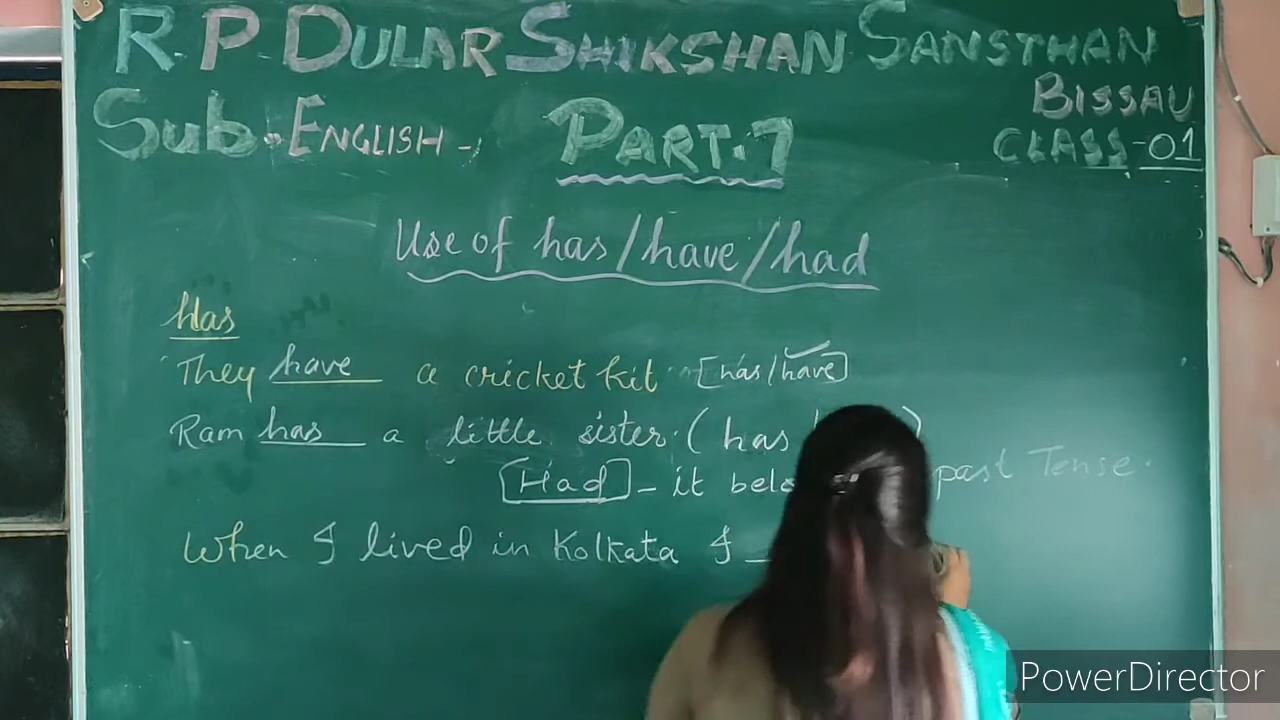 R.P DULAR SHIKSHAN SANSTHAN
BISSAU
Sub.- ENGLISH -
PART.7
CLASS-01
Use of has/have/had
Has
They have a cricket kit [has/have]
Ram has a little sister. (has )
[Had] - it past Tense.
When I lived in Kolkata I _
PowerDirector